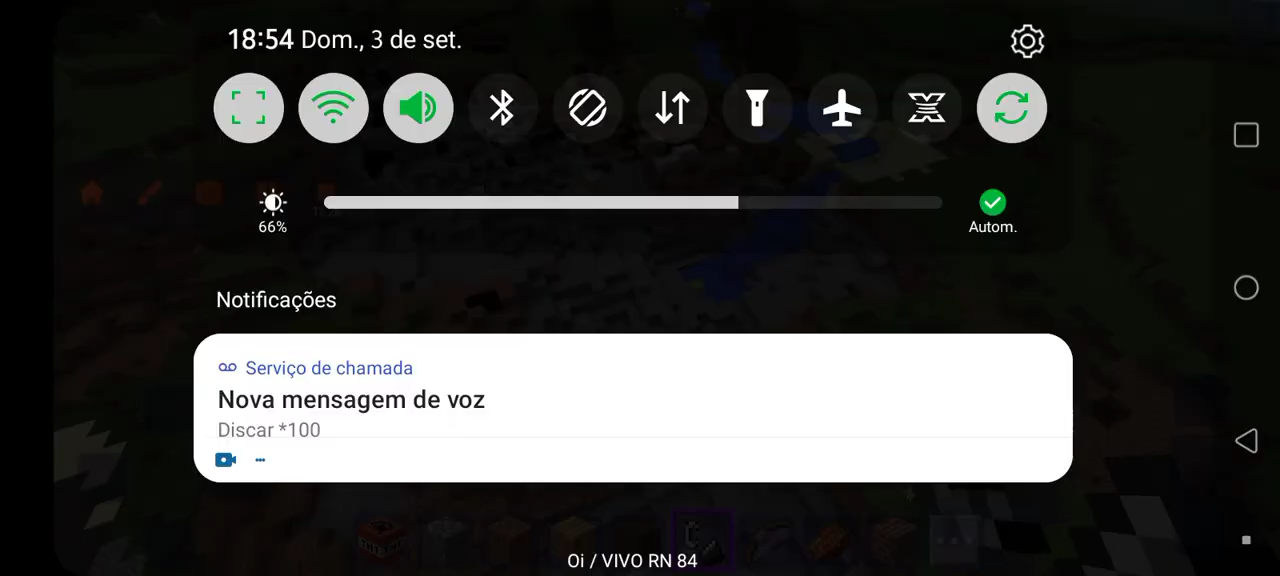 18:54 Dom., 3 de set.
66%
Autom.
Notificações
Serviço de chamada
Nova mensagem de voz
Discar *100
TNT
Oi / VIVO RN 84